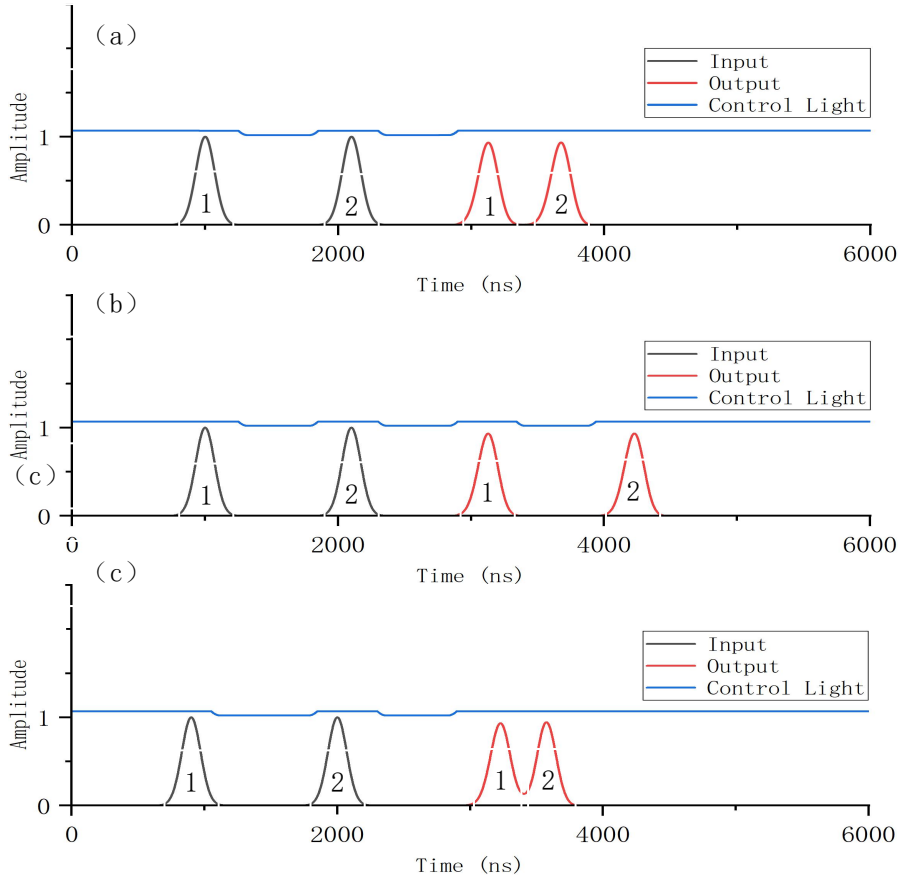 (a)
Input
Output
Control Light
Amplitude
1
0
1
2
1
2
0
2000
4000
6000
Time (ns)
(b)
Input
Output
Control Light
Amplitude
1
0
1
2
1
2
(c)
0
2000
4000
6000
Time (ns)
(c)
Input
Output
Control Light
Amplitude
1
0
1
2
1
2
0
2000
4000
6000
Time (ns)